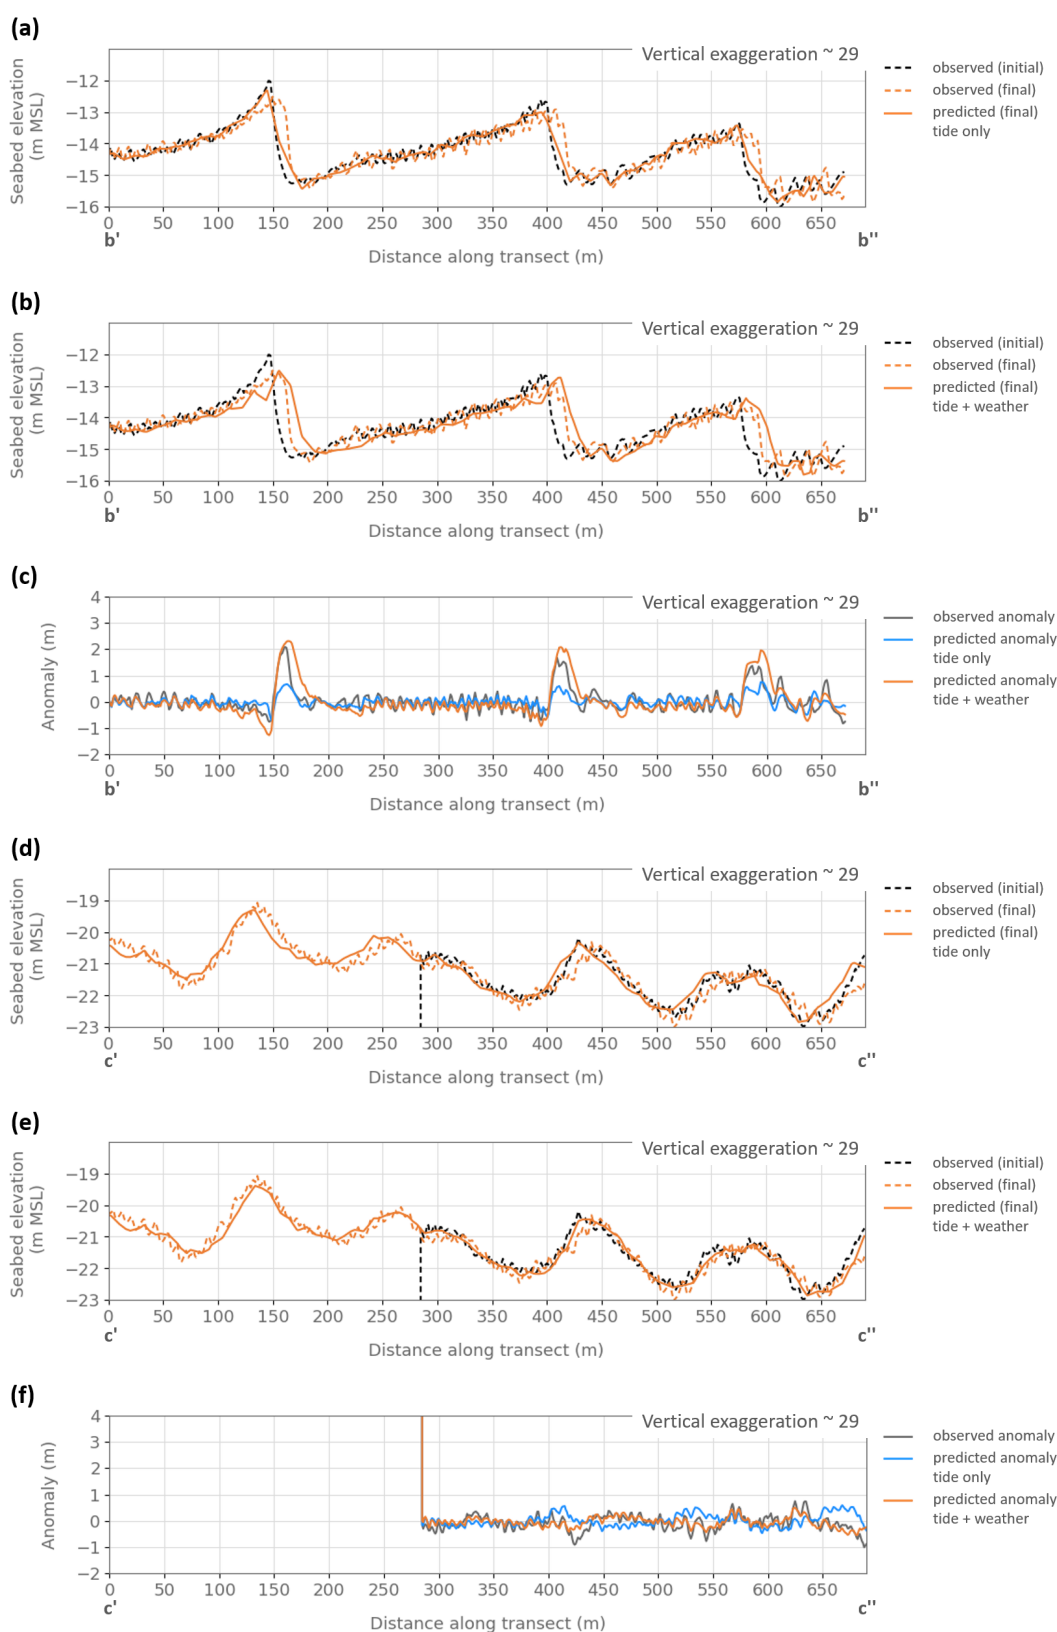 (a)
Vertical exaggeration ~ 29
Seabed elevation
(m MSL)
−12
−13
−14
−15
−16
0 50 100 150 200 250 300 350 400 450 500 550 600 650
b' b''
Distance along transect (m)
observed (initial)
observed (final)
predicted (final)
tide only
(b)
Vertical exaggeration ~ 29
Seabed elevation
(m MSL)
−12
−13
−14
−15
−16
0 50 100 150 200 250 300 350 400 450 500 550 600 650
b' b''
Distance along transect (m)
observed (initial)
observed (final)
predicted (final)
tide + weather
(c)
Vertical exaggeration ~ 29
Anomaly (m)
4
3
2
1
0
−1
−2
0 50 100 150 200 250 300 350 400 450 500 550 600 650
b' b''
Distance along transect (m)
observed anomaly
predicted anomaly
tide only
predicted anomaly
tide + weather
(d)
Vertical exaggeration ~ 29
Seabed elevation
(m MSL)
−19
−20
−21
−22
−23
0 50 100 150 200 250 300 350 400 450 500 550 600 650
c' c''
Distance along transect (m)
observed (initial)
observed (final)
predicted (final)
tide only
(e)
Vertical exaggeration ~ 29
Seabed elevation
(m MSL)
−19
−20
−21
−22
−23
0 50 100 150 200 250 300 350 400 450 500 550 600 650
c' c''
Distance along transect (m)
observed (initial)
observed (final)
predicted (final)
tide + weather
(f)
Vertical exaggeration ~ 29
Anomaly (m)
4
3
2
1
0
−1
−2
0 50 100 150 200 250 300 350 400 450 500 550 600 650
c' c''
Distance along transect (m)
observed anomaly
predicted anomaly
tide only
predicted anomaly
tide + weather